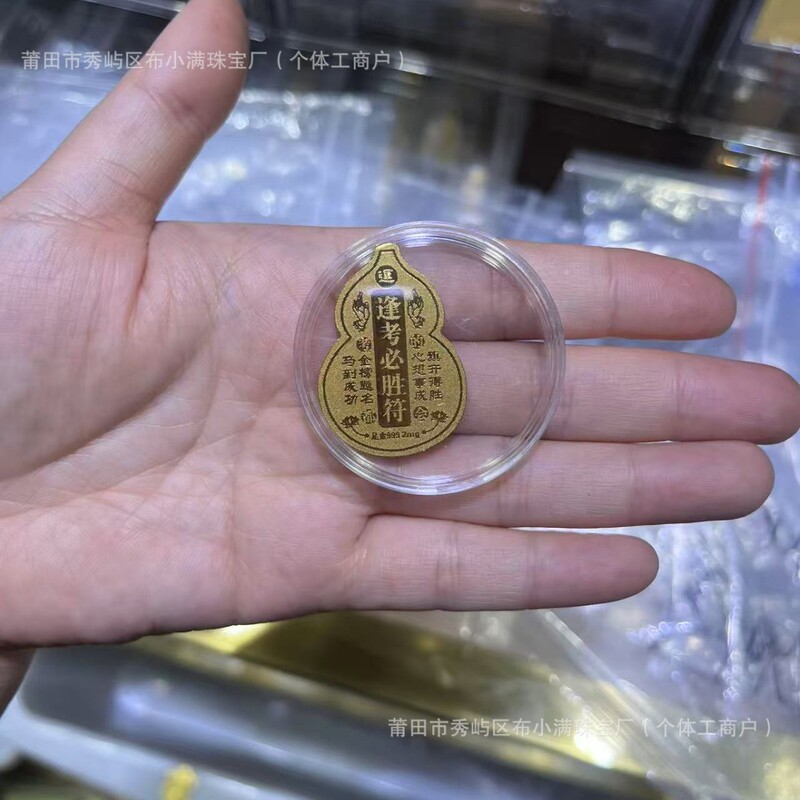 莆田市秀屿区布小满珠宝厂（个体工商户）
逢考必胜符
旗开得胜
心想事成
金榜题名
马到成功
足金999 2mg
莆田市秀屿区布小满珠宝厂（个体工商户）